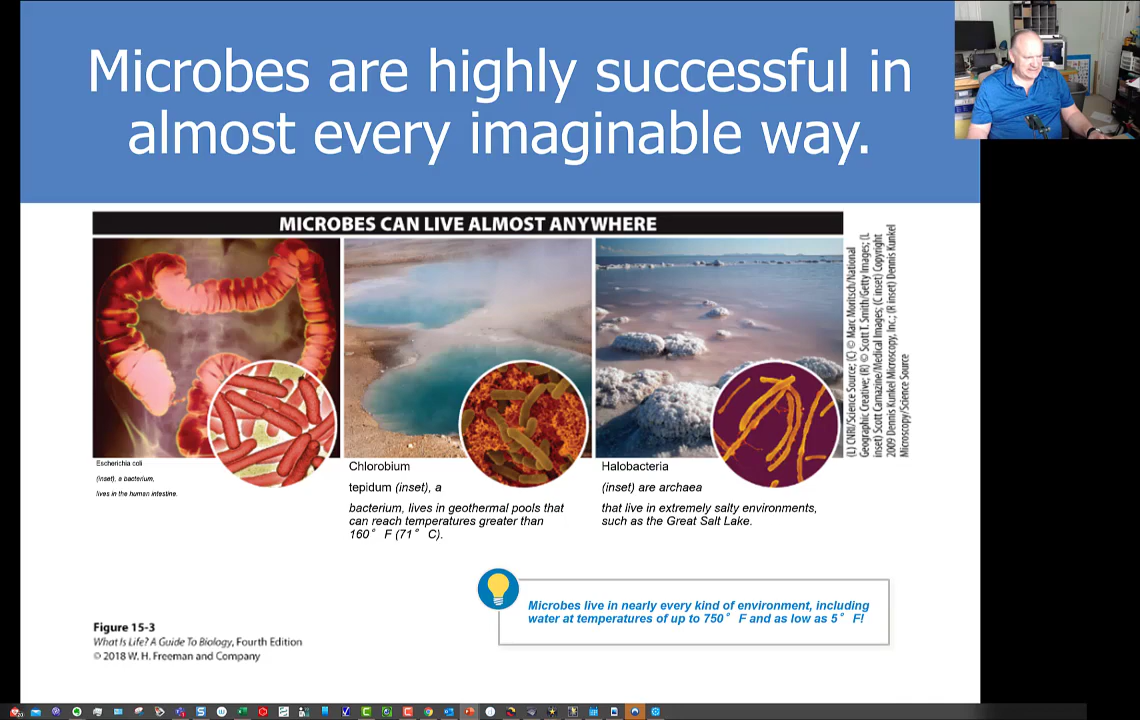 Microbes are highly successful in
almost every imaginable way.
MICROBES CAN LIVE ALMOST ANYWHERE
(L) CNRI/Science Source; (C) © Marc Moritsch/National
Geographic Creative; (R) © Scott T. Smith/Getty Images; (L
inset) Scott Camazine/Medical Images; (C inset) Copyright
2009 Dennis Kunkel Microscopy, Inc.; (R inset) Dennis Kunkel
Microscopy/Science Source
Escherichia coli
(inset), a bacterium,
lives in the human intestine.
Chlorobium
tepidum (inset), a
bacterium, lives in geothermal pools that
can reach temperatures greater than
160° F (71° C).
Halobacteria
(inset) are archaea
that live in extremely salty environments,
such as the Great Salt Lake.
Microbes live in nearly every kind of environment, including
water at temperatures of up to 750° F and as low as 5° F!
Figure 15-3
What Is Life? A Guide To Biology, Fourth Edition
© 2018 W. H. Freeman and Company